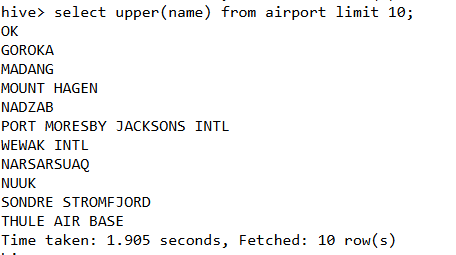 hive> select upper(name) from airport limit 10;
OK
GOROKA
MADANG
MOUNT HAGEN
NADZAB
PORT MORESBY JACKSONS INTL
WEWAK INTL
NARSARSUAQ
NUUK
SONDRE STROMFJORD
THULE AIR BASE
Time taken: 1.905 seconds, Fetched: 10 row(s)